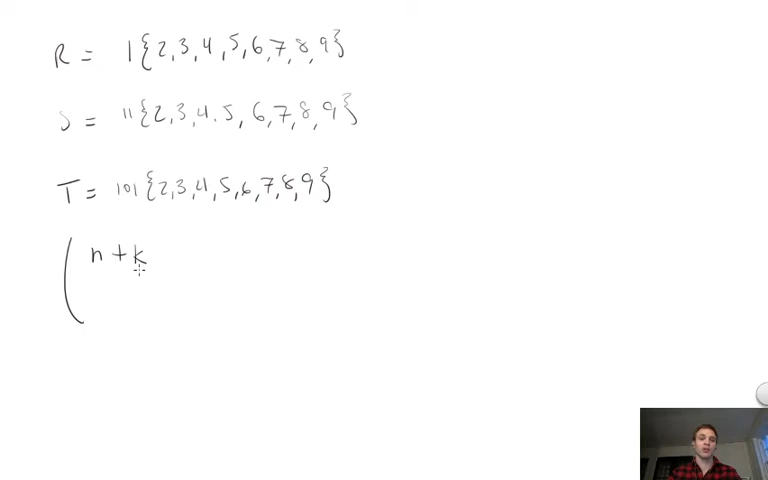 R = 1{2,3,4,5,6,7,8,9}
S = 11{2,3,4.5,6,7,8,9}
T = 101{2,3,4,5,6,7,8,9}
( n + k